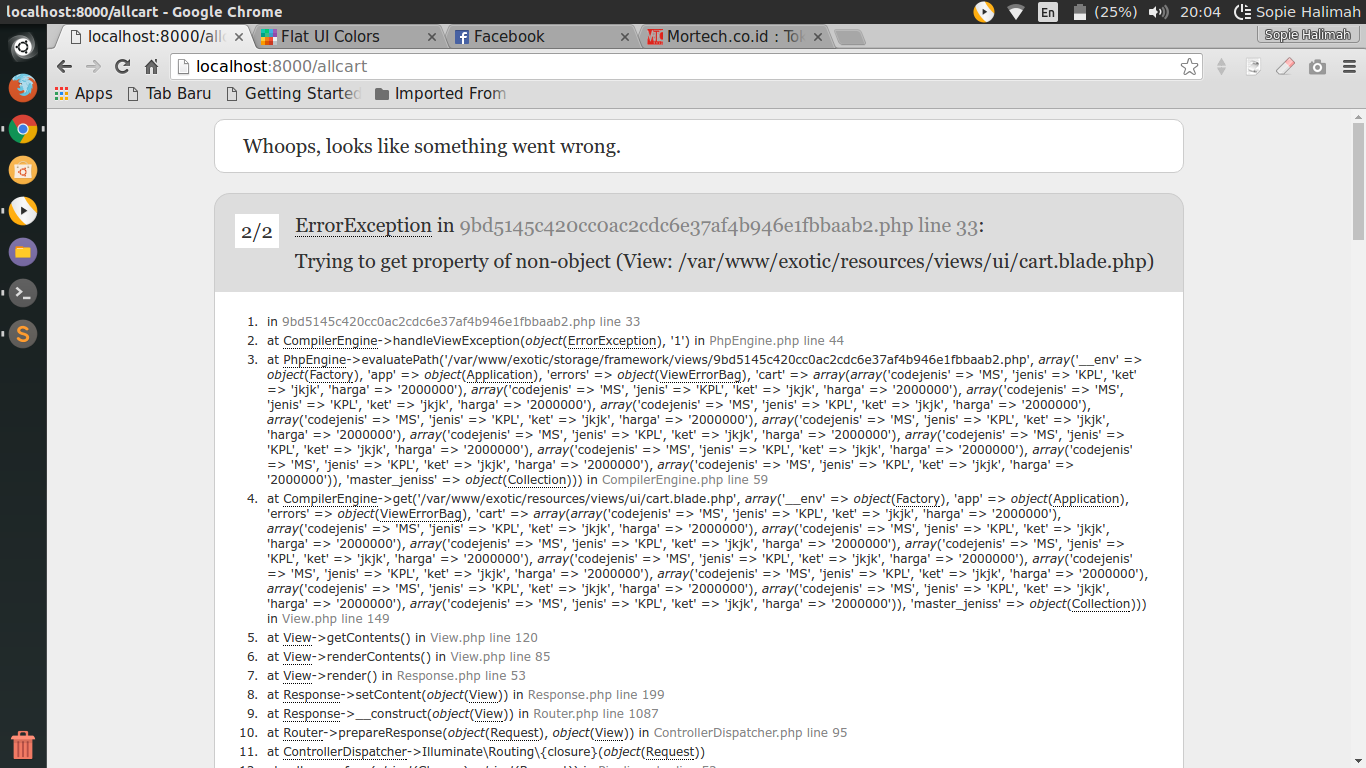 localhost:8000/allcart - Google Chrome
En (25%) 20:04 Sopie Halimah
localhost:8000/all × Flat UI Colors × Facebook × Mortech.co.id : Tok × Sopie Halimah
localhost:8000/allcart
Apps Tab Baru Getting Started Imported From
Whoops, looks like something went wrong.
2/2 ErrorException in 9bd5145c420cc0ac2cdc6e37af4b946e1fbbaab2.php line 33:
Trying to get property of non-object (View: /var/www/exotic/resources/views/ui/cart.blade.php)
1. in 9bd5145c420cc0ac2cdc6e37af4b946e1fbbaab2.php line 33
2. at CompilerEngine->handleViewException(object(ErrorException), '1') in PhpEngine.php line 44
3. at PhpEngine->evaluatePath('/var/www/exotic/storage/framework/views/9bd5145c420cc0ac2cdc6e37af4b946e1fbbaab2.php', array('__env' =>
object(Factory), 'app' => object(Application), 'errors' => object(ViewErrorBag), 'cart' => array(array('codejenis' => 'MS', 'jenis' => 'KPL', 'ket'
=> 'jkjk', 'harga' => '2000000'), array('codejenis' => 'MS', 'jenis' => 'KPL', 'ket' => 'jkjk', 'harga' => '2000000'), array('codejenis' => 'MS',
'jenis' => 'KPL', 'ket' => 'jkjk', 'harga' => '2000000'), array('codejenis' => 'MS', 'jenis' => 'KPL', 'ket' => 'jkjk', 'harga' => '2000000'),
array('codejenis' => 'MS', 'jenis' => 'KPL', 'ket' => 'jkjk', 'harga' => '2000000'), array('codejenis' => 'MS', 'jenis' => 'KPL', 'ket' => 'jkjk',
'harga' => '2000000'), array('codejenis' => 'MS', 'jenis' => 'KPL', 'ket' => 'jkjk', 'harga' => '2000000'), array('codejenis' => 'MS', 'jenis' =>
'KPL', 'ket' => 'jkjk', 'harga' => '2000000'), array('codejenis' => 'MS', 'jenis' => 'KPL', 'ket' => 'jkjk', 'harga' => '2000000'), array('codejenis'
=> 'MS', 'jenis' => 'KPL', 'ket' => 'jkjk', 'harga' => '2000000'), array('codejenis' => 'MS', 'jenis' => 'KPL', 'ket' => 'jkjk', 'harga' =>
'2000000')), 'master_jeniss' => object(Collection))) in CompilerEngine.php line 59
4. at CompilerEngine->get('/var/www/exotic/resources/views/ui/cart.blade.php', array('__env' => object(Factory), 'app' => object(Application),
'errors' => object(ViewErrorBag), 'cart' => array(array('codejenis' => 'MS', 'jenis' => 'KPL', 'ket' => 'jkjk', 'harga' => '2000000'),
array('codejenis' => 'MS', 'jenis' => 'KPL', 'ket' => 'jkjk', 'harga' => '2000000'), array('codejenis' => 'MS', 'jenis' => 'KPL', 'ket' => 'jkjk',
'harga' => '2000000'), array('codejenis' => 'MS', 'jenis' => 'KPL', 'ket' => 'jkjk', 'harga' => '2000000'), array('codejenis' => 'MS', 'jenis' =>
'KPL', 'ket' => 'jkjk', 'harga' => '2000000'), array('codejenis' => 'MS', 'jenis' => 'KPL', 'ket' => 'jkjk', 'harga' => '2000000'), array('codejenis'
=> 'MS', 'jenis' => 'KPL', 'ket' => 'jkjk', 'harga' => '2000000'), array('codejenis' => 'MS', 'jenis' => 'KPL', 'ket' => 'jkjk', 'harga' => '2000000'),
array('codejenis' => 'MS', 'jenis' => 'KPL', 'ket' => 'jkjk', 'harga' => '2000000'), array('codejenis' => 'MS', 'jenis' => 'KPL', 'ket' => 'jkjk',
'harga' => '2000000'), array('codejenis' => 'MS', 'jenis' => 'KPL', 'ket' => 'jkjk', 'harga' => '2000000')), 'master_jeniss' => object(Collection)))
in View.php line 149
5. at View->getContents() in View.php line 120
6. at View->renderContents() in View.php line 85
7. at View->render() in Response.php line 53
8. at Response->setContent(object(View)) in Response.php line 199
9. at Response->__construct(object(View)) in Router.php line 1087
10. at Router->prepareResponse(object(Request), object(View)) in ControllerDispatcher.php line 95
11. at ControllerDispatcher->Illuminate\Routing\{closure}(object(Request))